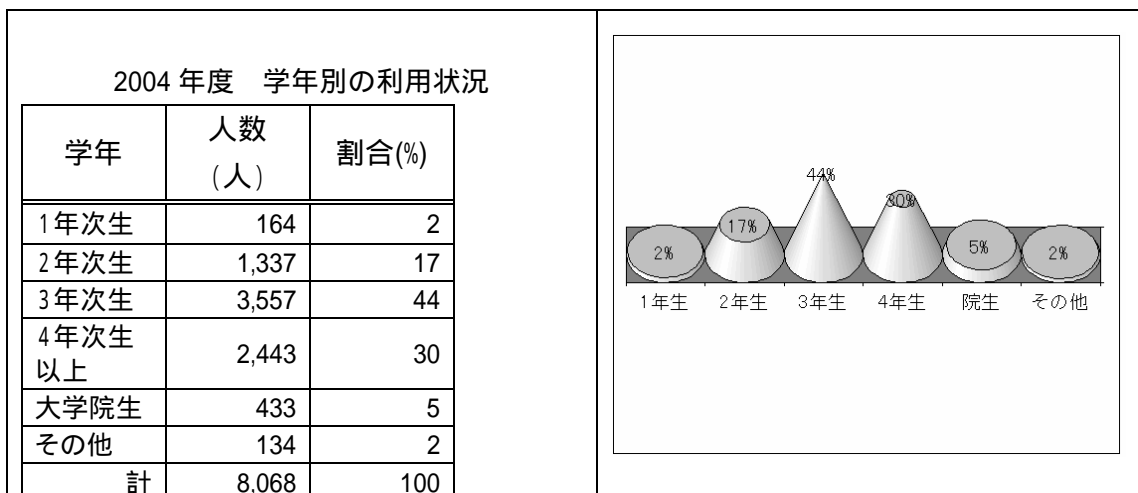 2004 年度　学年別の利用状況
学年 人数(人) 割合(%)
1年次生 164 2
2年次生 1,337 17
3年次生 3,557 44
4年次生以上 2,443 30
大学院生 433 5
その他 134 2
計 8,068 100
44%
30%
17%
5%
2%
2%
1年生 2年生 3年生 4年生 院生 その他